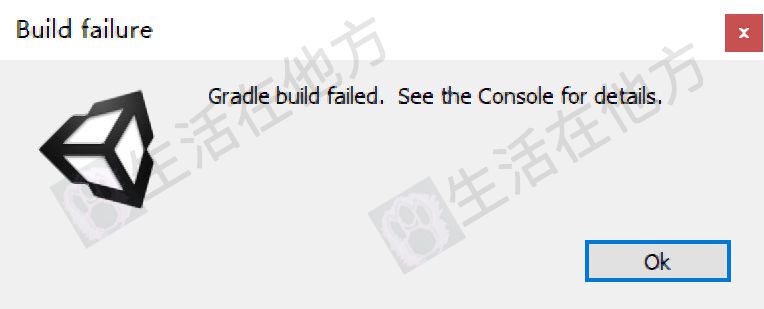 Build failure
x
Gradle build failed.  See the Console for details.
生活在他方
生活在他方
Ok